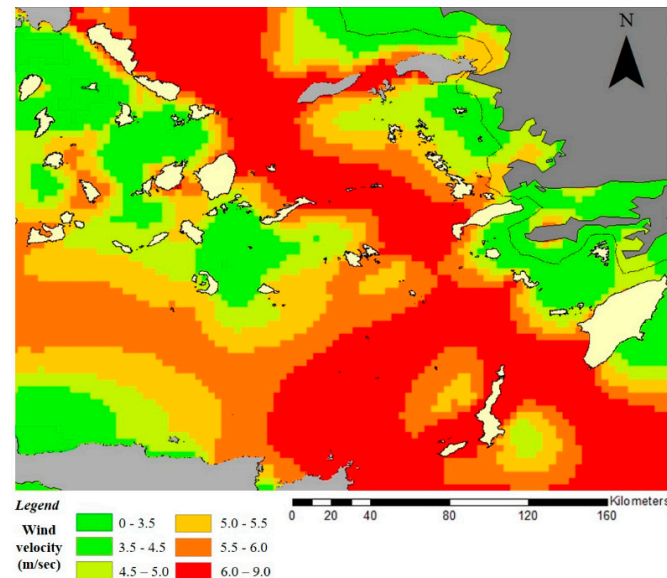 N
Legend
Wind velocity (m/sec)
0 - 3.5
3.5 - 4.5
4.5 – 5.0
5.0 - 5.5
5.5 - 6.0
6.0 – 9.0
Kilometers
0 10 20 40 80 120 160